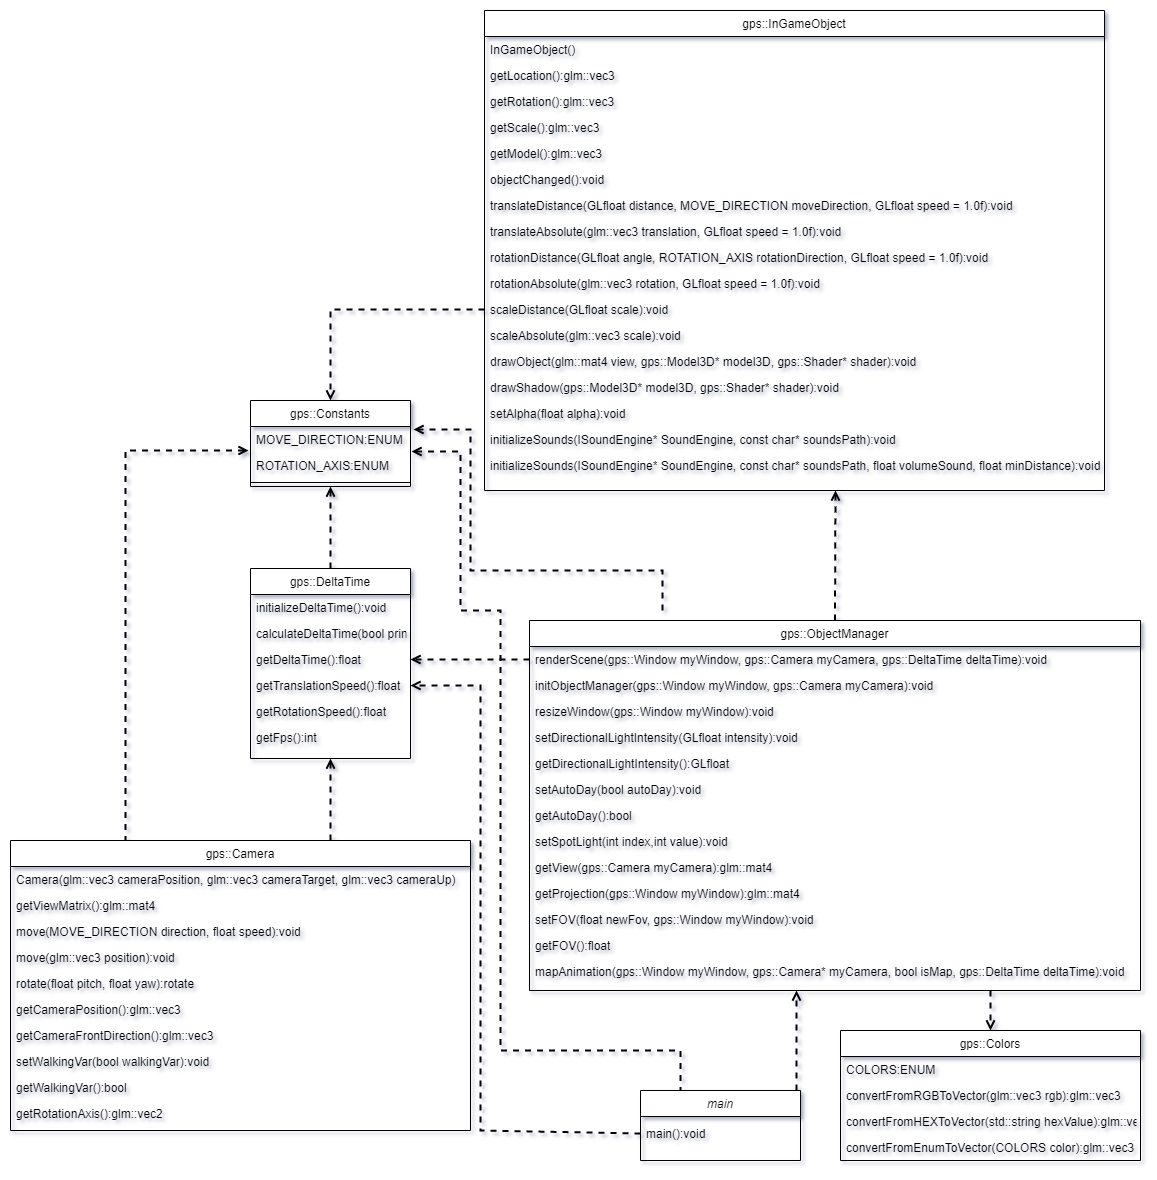 gps::InGameObject
InGameObject()
getLocation():glm::vec3
getRotation():glm::vec3
getScale():glm::vec3
getModel():glm::vec3
objectChanged():void
translateDistance(GLfloat distance, MOVE_DIRECTION moveDirection, GLfloat speed = 1.0f):void
translateAbsolute(glm::vec3 translation, GLfloat speed = 1.0f):void
rotationDistance(GLfloat angle, ROTATION_AXIS rotationDirection, GLfloat speed = 1.0f):void
rotationAbsolute(glm::vec3 rotation, GLfloat speed = 1.0f):void
scaleDistance(GLfloat scale):void
scaleAbsolute(glm::vec3 scale):void
drawObject(glm::mat4 view, gps::Model3D* model3D, gps::Shader* shader):void
drawShadow(gps::Model3D* model3D, gps::Shader* shader):void
setAlpha(float alpha):void
initializeSounds(ISoundEngine* SoundEngine, const char* soundsPath):void
initializeSounds(ISoundEngine* SoundEngine, const char* soundsPath, float volumeSound, float minDistance):void
gps::Constants
MOVE_DIRECTION:ENUM
ROTATION_AXIS:ENUM
gps::DeltaTime
initializeDeltaTime():void
calculateDeltaTime(bool prin
getDeltaTime():float
getTranslationSpeed():float
getRotationSpeed():float
getFps():int
gps::ObjectManager
renderScene(gps::Window myWindow, gps::Camera myCamera, gps::DeltaTime deltaTime):void
initObjectManager(gps::Window myWindow, gps::Camera myCamera):void
resizeWindow(gps::Window myWindow):void
setDirectionalLightIntensity(GLfloat intensity):void
getDirectionalLightIntensity():GLfloat
setAutoDay(bool autoDay):void
getAutoDay():bool
setSpotLight(int index,int value):void
getView(gps::Camera myCamera):glm::mat4
getProjection(gps::Window myWindow):glm::mat4
setFOV(float newFov, gps::Window myWindow):void
getFOV():float
mapAnimation(gps::Window myWindow, gps::Camera* myCamera, bool isMap, gps::DeltaTime deltaTime):void
gps::Camera
Camera(glm::vec3 cameraPosition, glm::vec3 cameraTarget, glm::vec3 cameraUp)
getViewMatrix():glm::mat4
move(MOVE_DIRECTION direction, float speed):void
move(glm::vec3 position):void
rotate(float pitch, float yaw):rotate
getCameraPosition():glm::vec3
getCameraFrontDirection():glm::vec3
setWalkingVar(bool walkingVar):void
getWalkingVar():bool
getRotationAxis():glm::vec2
main
main():void
gps::Colors
COLORS:ENUM
convertFromRGBToVector(glm::vec3 rgb):glm::vec3
convertFromHEXToVector(std::string hexValue):glm::ve
convertFromEnumToVector(COLORS color):glm::vec3